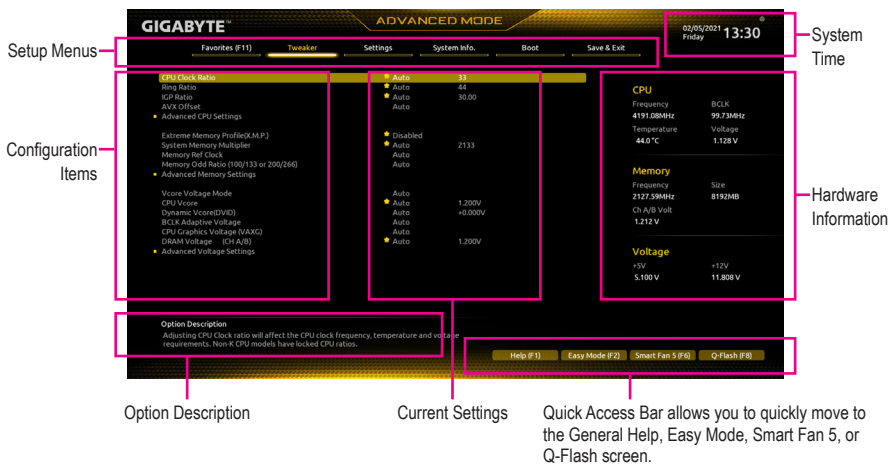 GIGABYTE™
ADVANCED MODE
02/05/2021
Friday
13:30
System
Time
Setup Menus
Favorites (F11) Tweaker Settings System Info. Boot Save & Exit
Configuration
Items
CPU Clock Ratio Auto 33
Ring Ratio Auto 44
IGP Ratio Auto 30.00
AVX Offset Auto
Advanced CPU Settings
Extreme Memory Profile(X.M.P.) Disabled
System Memory Multiplier Auto 2133
Memory Ref Clock Auto
Memory Odd Ratio (100/133 or 200/266) Auto
Advanced Memory Settings
Vcore Voltage Mode Auto
CPU Vcore Auto 1.200V
Dynamic Vcore(DVID) Auto +0.000V
BCLK Adaptive Voltage Auto
CPU Graphics Voltage (VAXG) Auto
DRAM Voltage (CH A/B) Auto 1.200V
Advanced Voltage Settings
CPU
Frequency BCLK
4191.08MHz 99.73MHz
Temperature Voltage
44.0 °C 1.128 V
Memory
Frequency Size
2127.59MHz 8192MB
Ch A/B Volt
1.212 V
Voltage
+5V +12V
5.100 V 11.808 V
Hardware
Information
Option Description
Adjusting CPU Clock ratio will affect the CPU clock frequency, temperature and voltage
requirements. Non-K CPU models have locked CPU ratios.
Help (F1) Easy Mode (F2) Smart Fan 5 (F6) Q-Flash (F8)
Option Description
Current Settings
Quick Access Bar allows you to quickly move to
the General Help, Easy Mode, Smart Fan 5, or
Q-Flash screen.